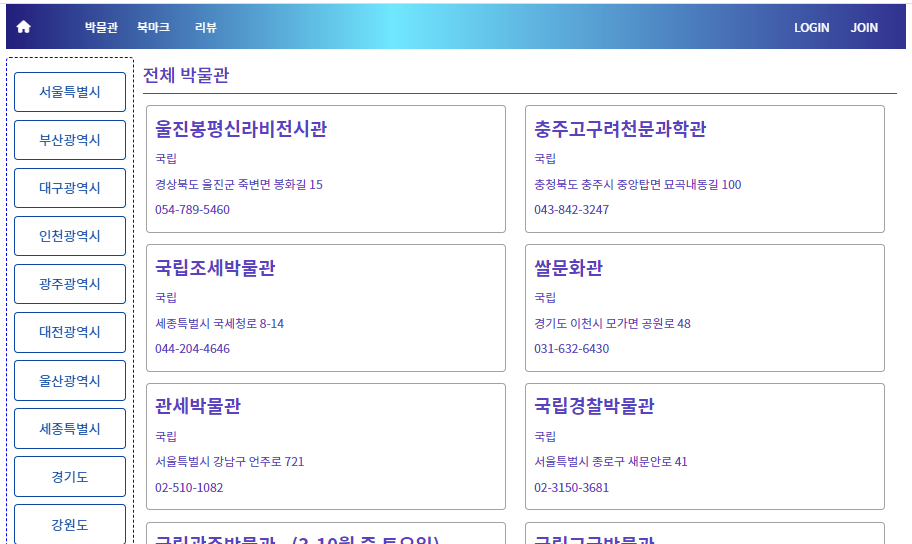 박물관 북마크 리뷰 LOGIN JOIN
서울특별시
부산광역시
대구광역시
인천광역시
광주광역시
대전광역시
울산광역시
세종특별시
경기도
강원도
전체 박물관
울진봉평신라비전시관
국립
경상북도 울진군 죽변면 봉화길 15
054-789-5460
충주고구려천문과학관
국립
충청북도 충주시 중앙탑면 묘곡내동길 100
043-842-3247
국립조세박물관
국립
세종특별시 국세청로 8-14
044-204-4646
쌀문화관
국립
경기도 이천시 모가면 공원로 48
031-632-6430
관세박물관
국립
서울특별시 강남구 언주로 721
02-510-1082
국립경찰박물관
국립
서울특별시 종로구 새문안로 41
02-3150-3681